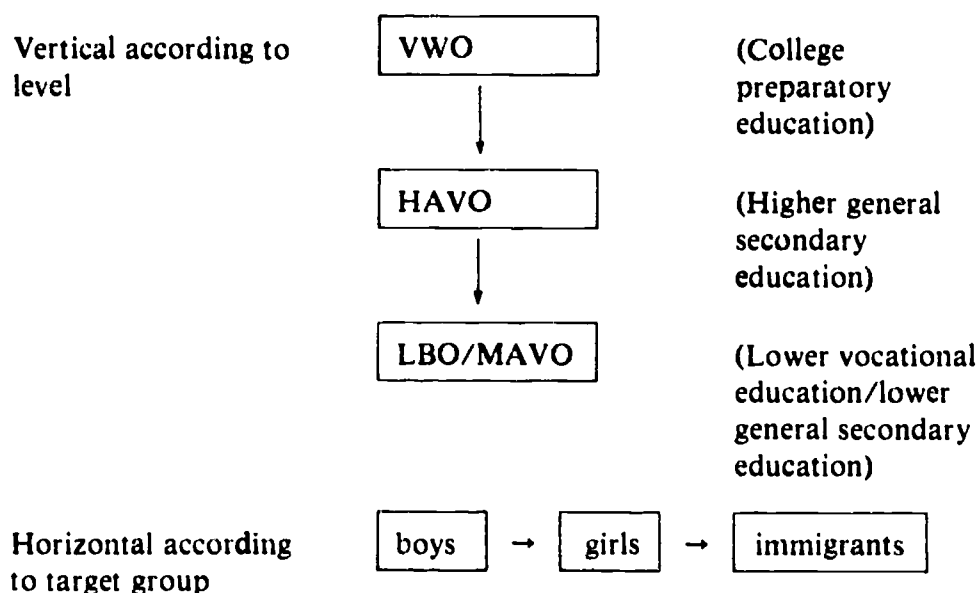 Vertical according to
level
VWO
(College
preparatory
education)
HAVO
(Higher general
secondary
education)
LBO/MAVO
(Lower vocational
education/lower
general secondary
education)
Horizontal according
to target group
boys → girls → immigrants